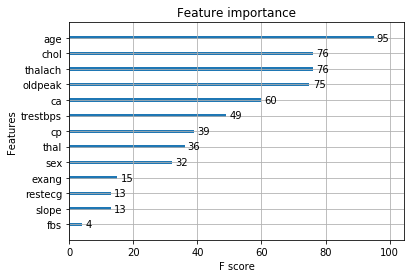 Feature importance
age 95
chol 76
thalach 76
oldpeak 75
ca 60
trestbps 49
cp 39
thal 36
sex 32
exang 15
restecg 13
slope 13
fbs 4
Features
0 20 40 60 80 100
F score